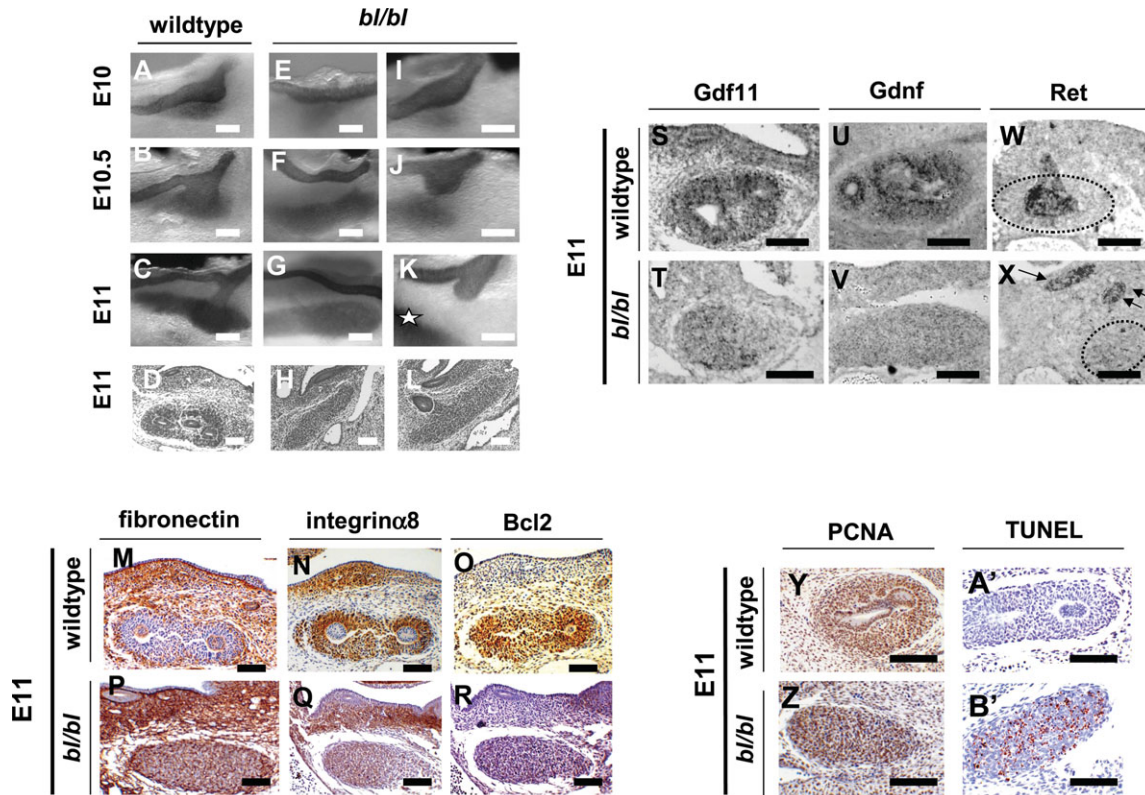 wildtype bl/bl
E10 A E I
E10.5 B F J
E11 C G K
E11 D H L
Gdf11 Gdnf Ret
E11
wildtype S U W
bl/bl T V X
fibronectin integrinα8 Bcl2
E11
wildtype M N O
bl/bl P Q R
PCNA TUNEL
E11
wildtype Y A'
bl/bl Z B'